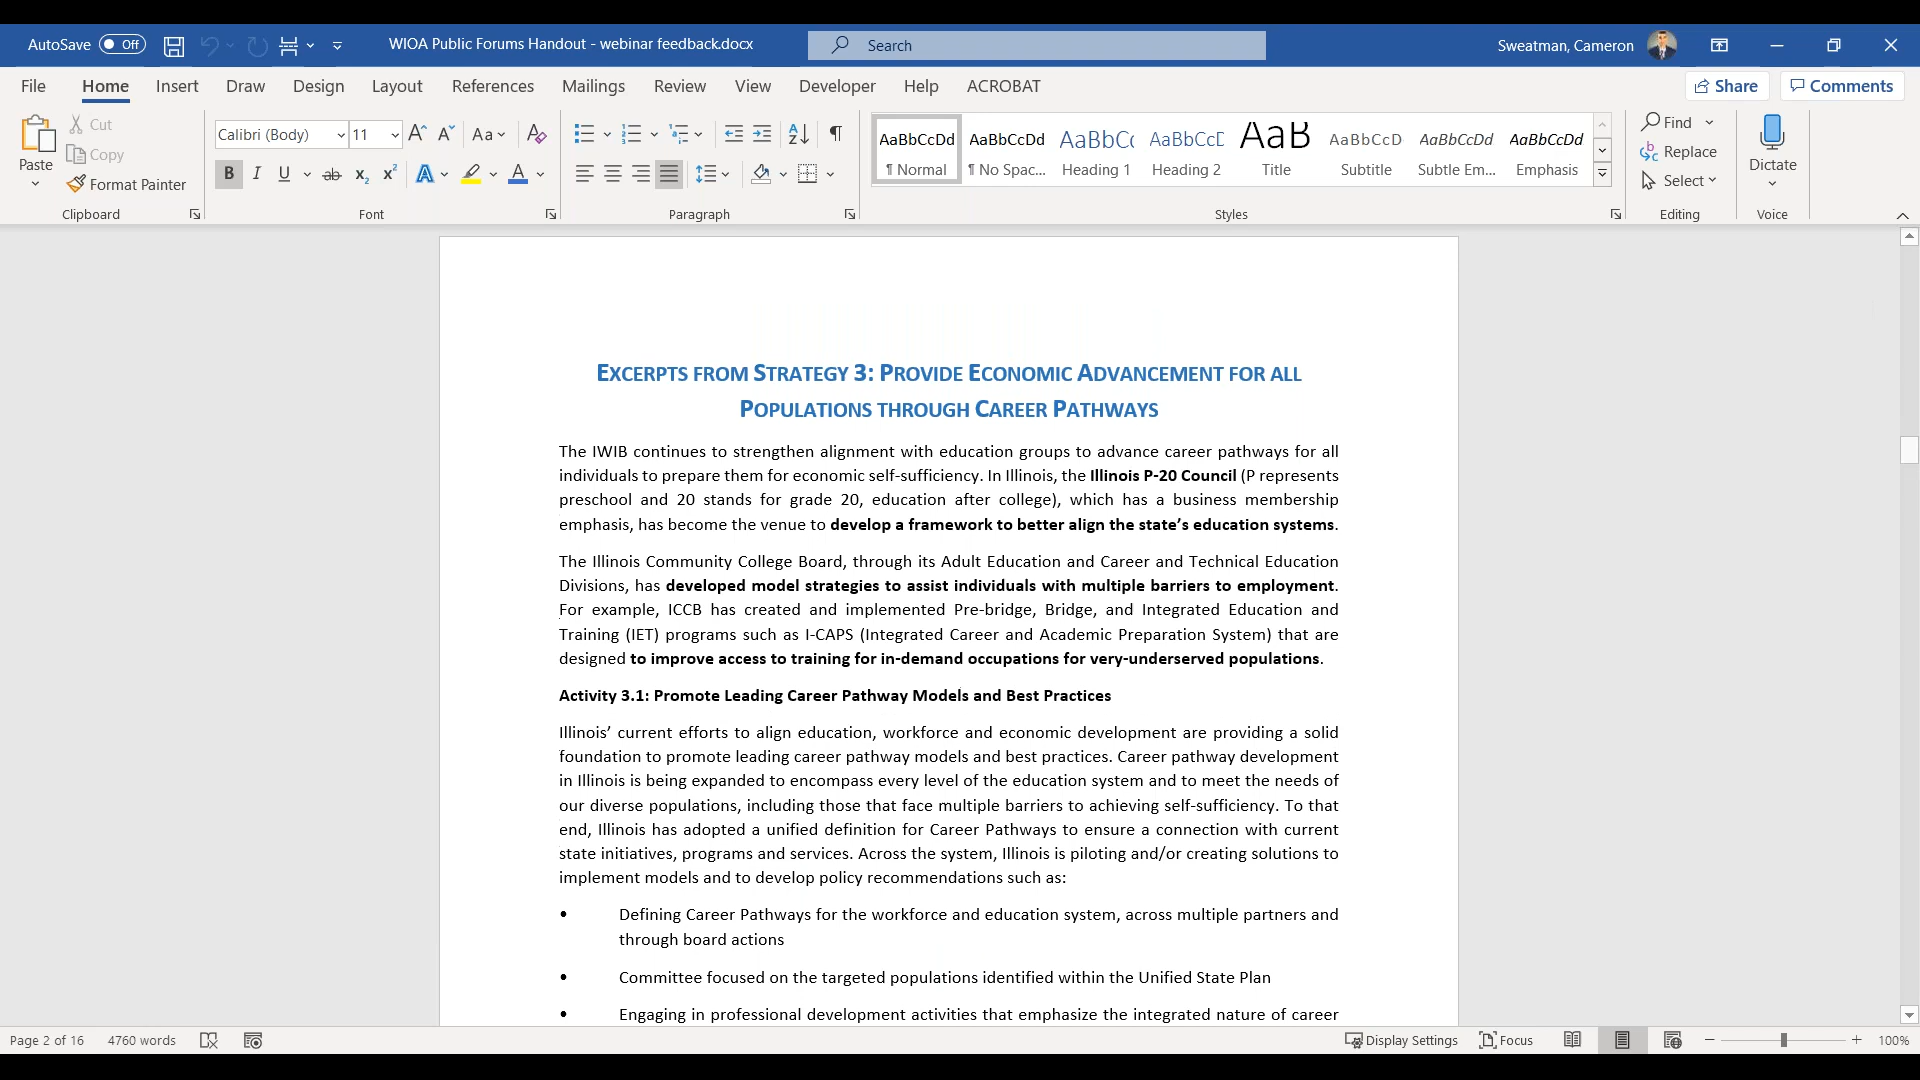 AutoSave Off WIOA Public Forums Handout - webinar feedback.docx Search Sweatman, Cameron
File Home Insert Draw Design Layout References Mailings Review View Developer Help ACROBAT Share Comments
Paste
Cut
Copy
Format Painter
Clipboard
Calibri (Body) 11 A A Aa A
B I U ab x₂ x² A A
Font
Paragraph
AaBbCcDd AaBbCcDd AaBbC AaBbCcD AaB AaBbCcD AaBbCcDd AaBbCcDd
¶ Normal ¶ No Spac... Heading 1 Heading 2 Title Subtitle Subtle Em... Emphasis
Styles
Find
Replace
Select
Editing
Dictate
Voice
EXCERPTS FROM STRATEGY 3: PROVIDE ECONOMIC ADVANCEMENT FOR ALL
POPULATIONS THROUGH CAREER PATHWAYS
The IWIB continues to strengthen alignment with education groups to advance career pathways for all
individuals to prepare them for economic self-sufficiency. In Illinois, the Illinois P-20 Council (P represents
preschool and 20 stands for grade 20, education after college), which has a business membership
emphasis, has become the venue to develop a framework to better align the state’s education systems.
The Illinois Community College Board, through its Adult Education and Career and Technical Education
Divisions, has developed model strategies to assist individuals with multiple barriers to employment.
For example, ICCB has created and implemented Pre-bridge, Bridge, and Integrated Education and
Training (IET) programs such as I-CAPS (Integrated Career and Academic Preparation System) that are
designed to improve access to training for in-demand occupations for very-underserved populations.
Activity 3.1: Promote Leading Career Pathway Models and Best Practices
Illinois’ current efforts to align education, workforce and economic development are providing a solid
foundation to promote leading career pathway models and best practices. Career pathway development
in Illinois is being expanded to encompass every level of the education system and to meet the needs of
our diverse populations, including those that face multiple barriers to achieving self-sufficiency. To that
end, Illinois has adopted a unified definition for Career Pathways to ensure a connection with current
state initiatives, programs and services. Across the system, Illinois is piloting and/or creating solutions to
implement models and to develop policy recommendations such as:
• Defining Career Pathways for the workforce and education system, across multiple partners and
through board actions
• Committee focused on the targeted populations identified within the Unified State Plan
• Engaging in professional development activities that emphasize the integrated nature of career
Page 2 of 16 4760 words Display Settings Focus 100%